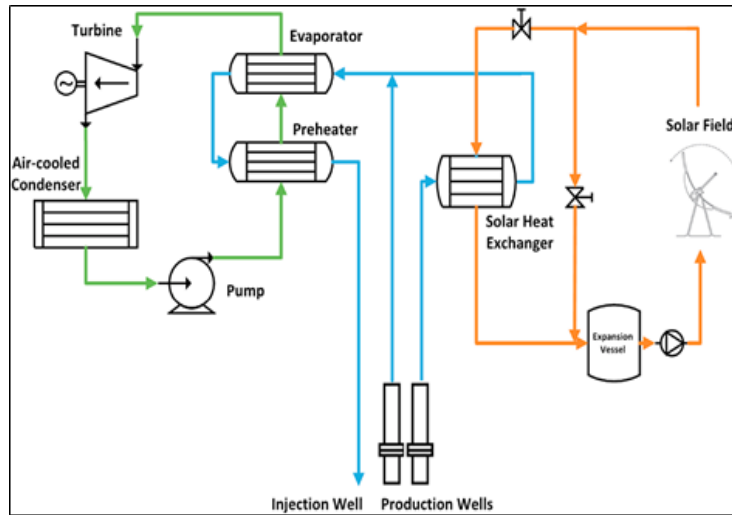 Turbine
Evaporator
Preheater
Solar Field
Air-cooled
Condenser
Solar Heat
Exchanger
Pump
Expansion
Vessel
Injection Well
Production Wells